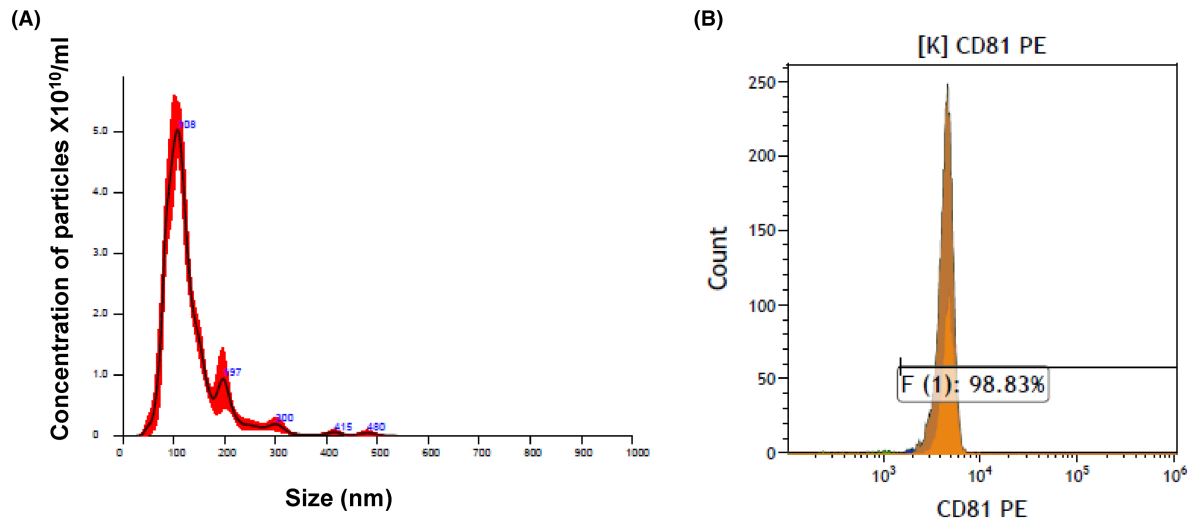 (A)
Concentration of particles X10¹⁰/ml
5.0
4.0
3.0
2.0
1.0
0
108
197
300
415
480
0 100 200 300 400 500 600 700 800 900 1000
Size (nm)
(B)
[K] CD81 PE
Count
250
200
150
100
50
0
F (1): 98.83%
10³ 10⁴ 10⁵ 10⁶
CD81 PE